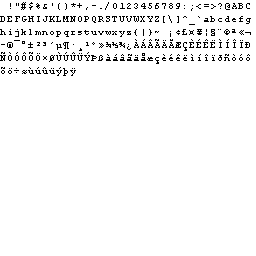 !"#$%&'()*+,-./0123456789:;<=>?@ABC
DEFGHIJKLMNOPQRSTUVWXYZ[\]^_`abcdefg
hijklmnopqrstuvwxyz{|}~ ¡¢£¤¥¦§¨©ª«¬
-®¯°±²³´µ¶·¸¹º»¼½¾¿ÀÁÂÃÄÅÆÇÈÉÊËÌÍÎÏÐ
ÑÒÓÔÕÖ×ØÙÚÛÜÝÞßàáâãäåæçèéêëìíîïðñòóô
õö÷øùúûüýþÿ